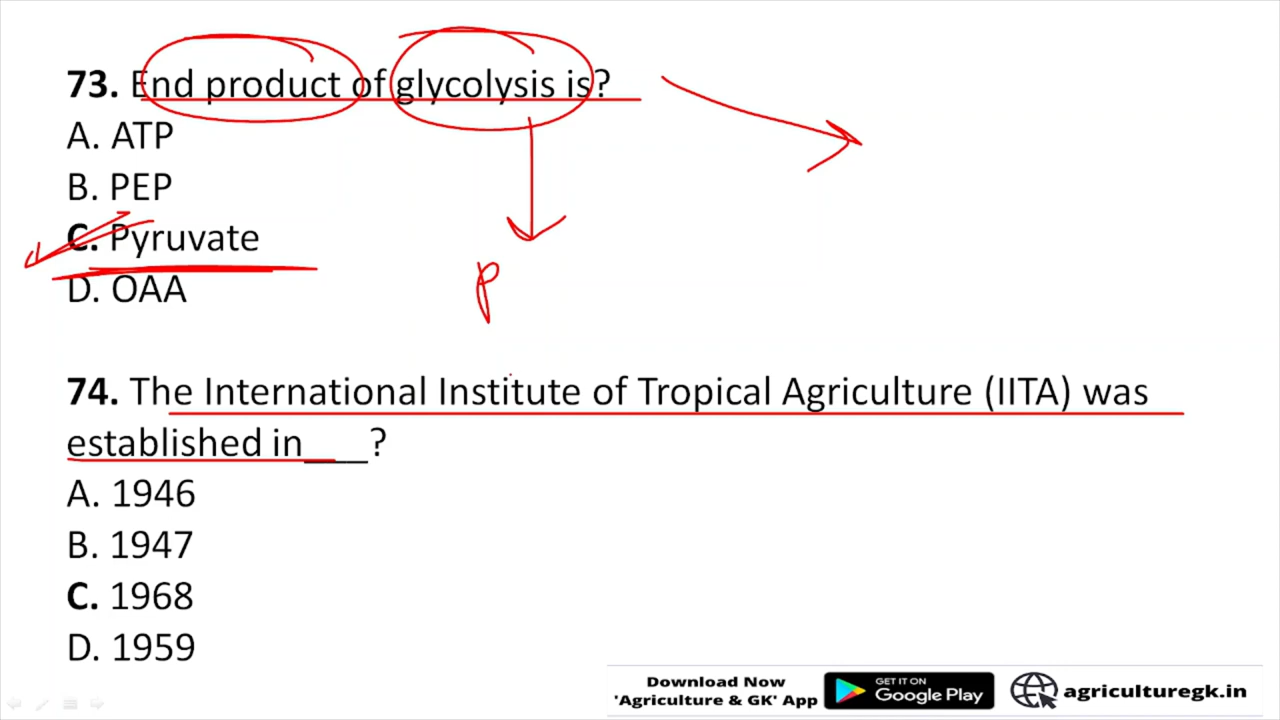 73. End product of glycolysis is?
A. ATP
B. PEP
C. Pyruvate
D. OAA
P
74. The International Institute of Tropical Agriculture (IITA) was
established in___?
A. 1946
B. 1947
C. 1968
D. 1959
Download Now
'Agriculture & GK' App
GET IT ON
Google Play
agriculturegk.in